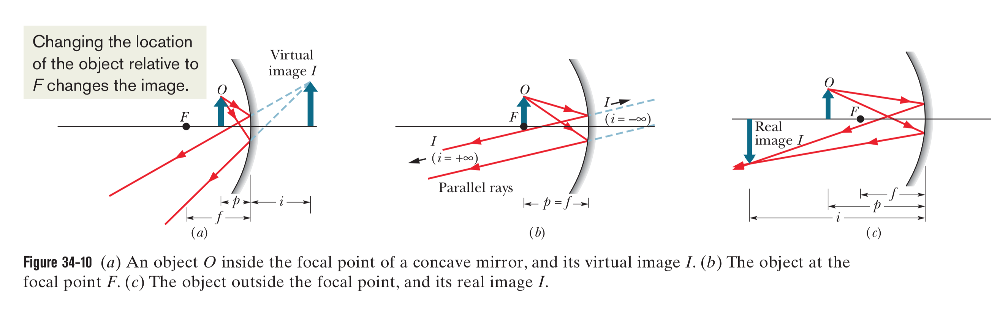 Changing the location
of the object relative to
F changes the image.
Virtual
image I
O
F
p
i
f
(a)
O
F
I
(i = −∞)
I
(i = +∞)
Parallel rays
p = f
(b)
O
F
Real
image I
f
p
i
(c)
Figure 34-10 (a) An object O inside the focal point of a concave mirror, and its virtual image I. (b) The object at the
focal point F. (c) The object outside the focal point, and its real image I.